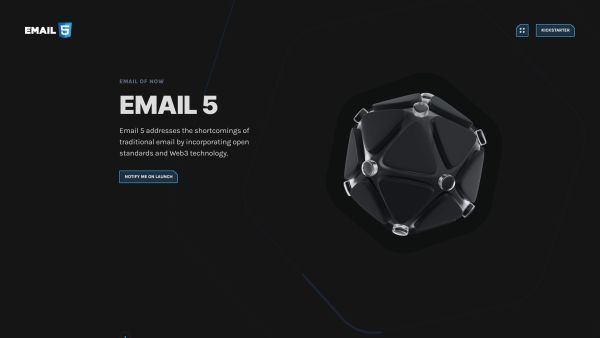 EMAIL 5
KICKSTARTER
EMAIL OF NOW
EMAIL 5
Email 5 addresses the shortcomings of
traditional email by incorporating open
standards and Web3 technology.
NOTIFY ME ON LAUNCH